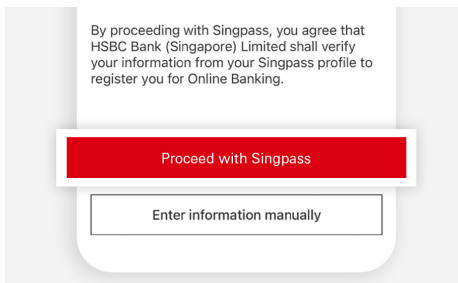 By proceeding with Singpass, you agree that
HSBC Bank (Singapore) Limited shall verify
your information from your Singpass profile to
register you for Online Banking.
Proceed with Singpass
Enter information manually